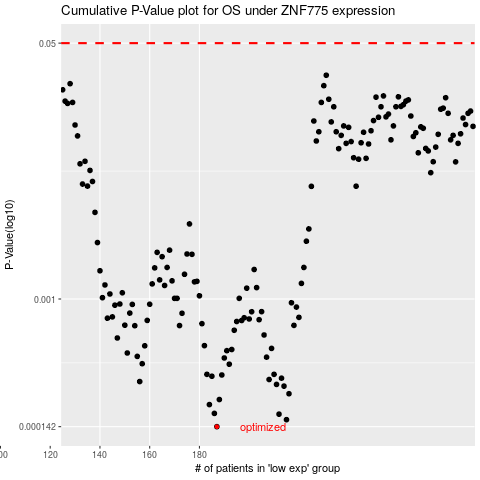 Cumulative P-Value plot for OS under ZNF775 expression
P-Value(log10)
0.05
0.001
0.000142
optimized
00 120 140 160 180
# of patients in 'low exp' group